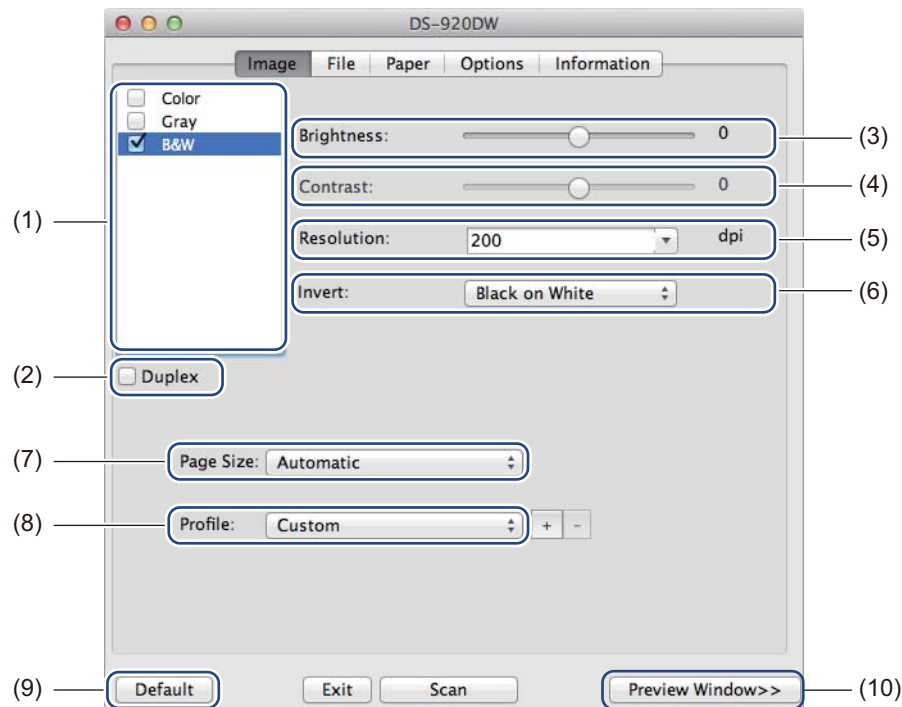 DS-920DW
Image File Paper Options Information
Color
Gray
B&W
Brightness: 0 (3)
Contrast: 0 (4)
(1)
Resolution: 200 dpi (5)
Invert: Black on White (6)
(2) Duplex
(7) Page Size: Automatic
(8) Profile: Custom + -
(9) Default Exit Scan Preview Window>> (10)